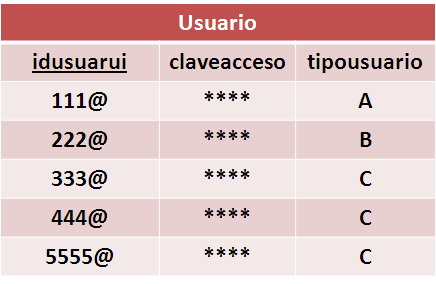 Usuario
idusuarui claveacceso tipousuario
111@ **** A
222@ **** B
333@ **** C
444@ **** C
5555@ **** C